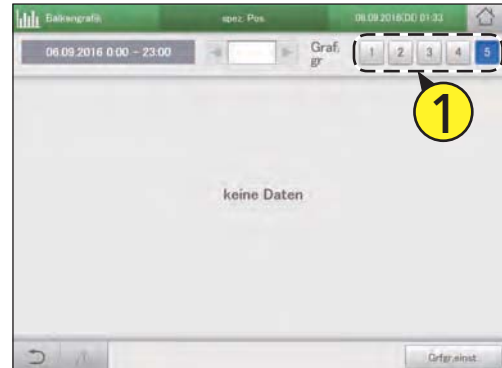 Balkengrafik spez. Pos. 06.09.2016(DI) 01:33
06.09.2016 0:00 - 23:00 Graf. 1 2 3 4 5
gr
1
keine Daten
Grfgr.einst.